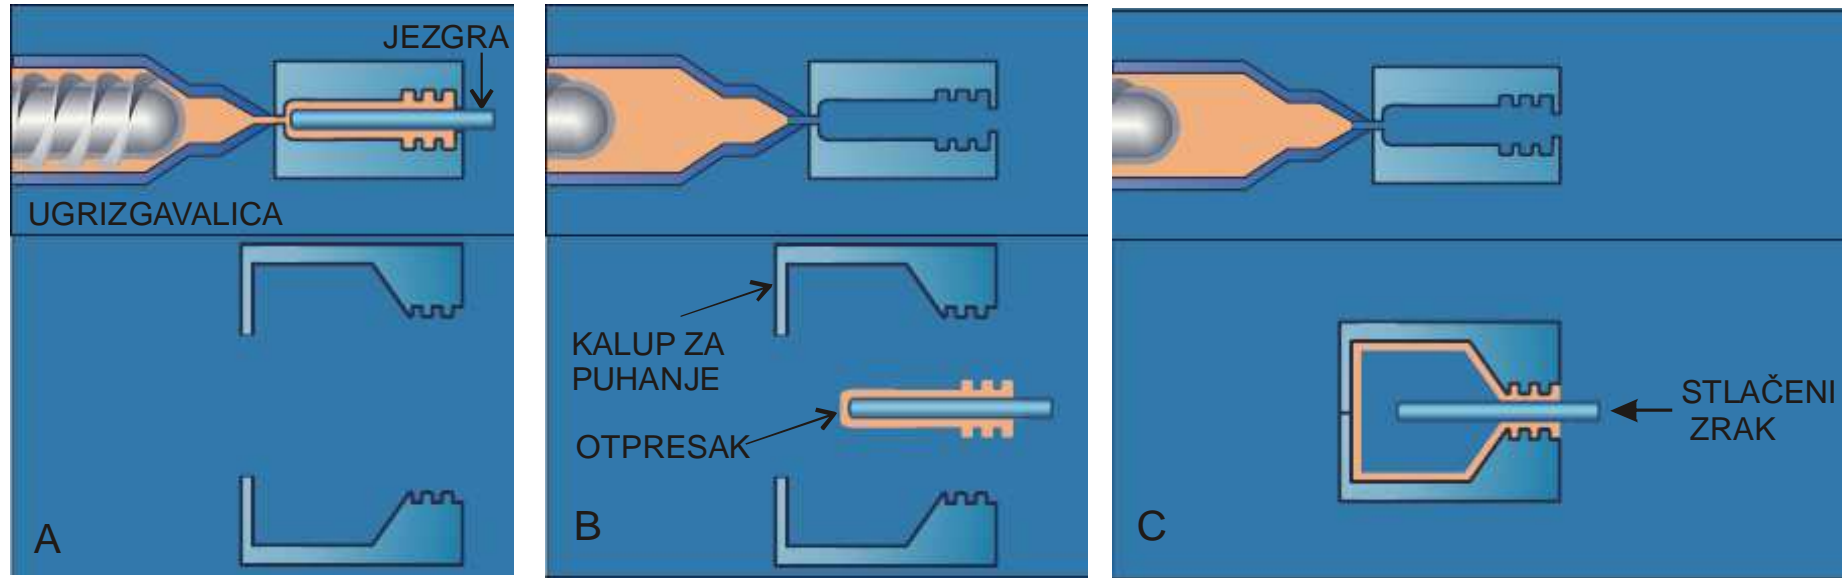 JEZGRA
UGRIZGAVALICA
A
KALUP ZA
PUHANJE
OTPRESAK
B
STLAČENI
ZRAK
C